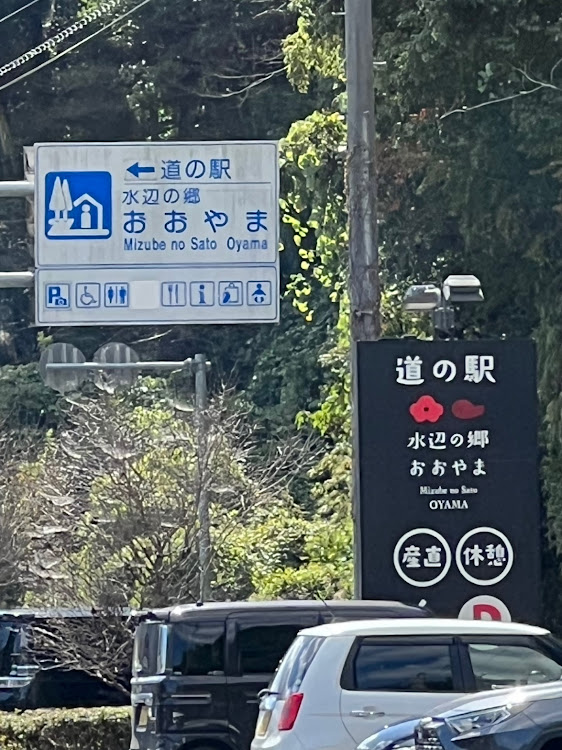 ← 道の駅
水辺の郷
おおやま
Mizube no Sato Oyama
P i
道の駅
水辺の郷
おおやま
Mizube no Sato
OYAMA
産直 休憩
P